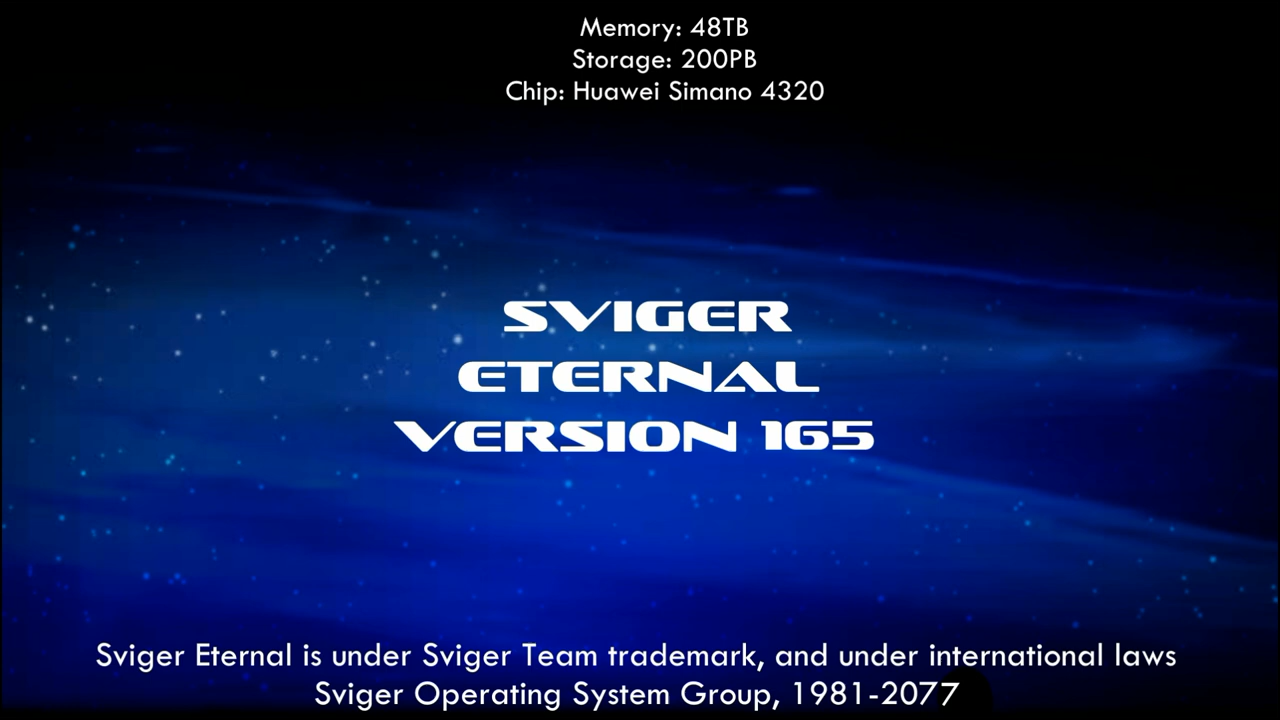 Memory: 48TB
Storage: 200PB
Chip: Huawei Simano 4320
SVIGER
ETERNAL
VERSION 165
Sviger Eternal is under Sviger Team trademark, and under international laws
Sviger Operating System Group, 1981-2077